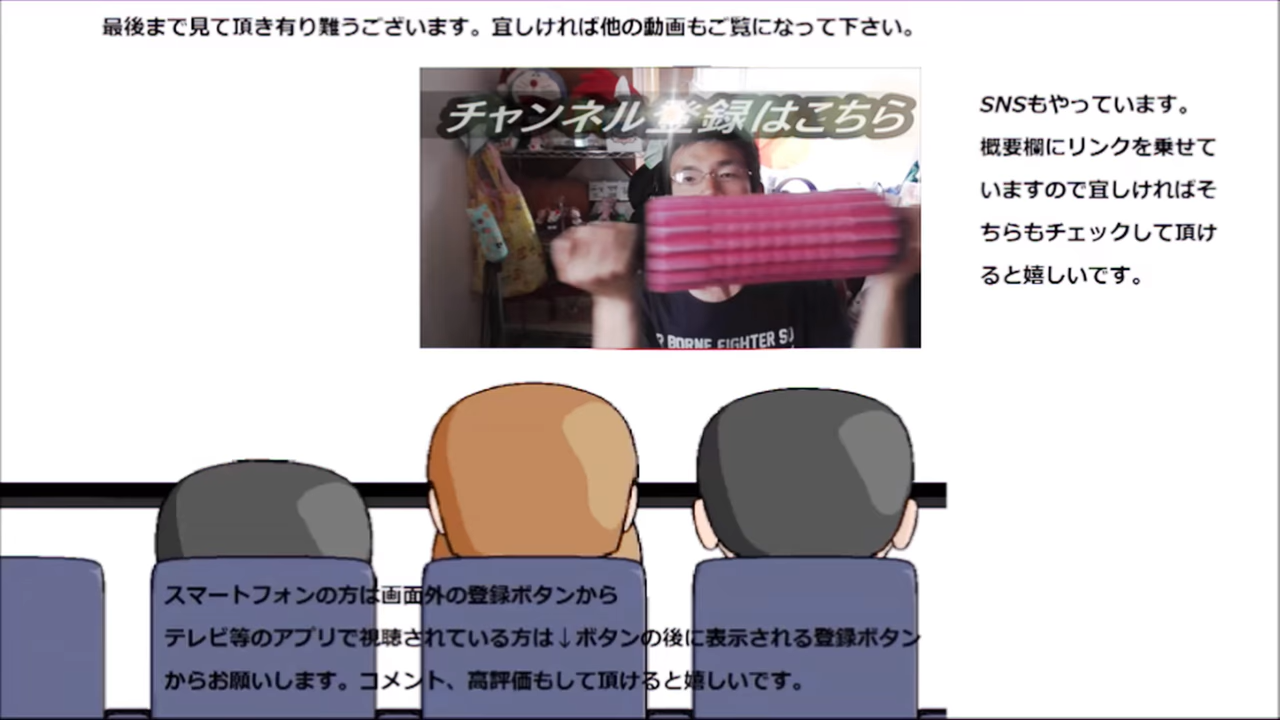 最後まで見て頂き有り難うございます。宜しければ他の動画もご覧になって下さい。
チャンネル登録はこちら
SNSもやっています。
概要欄にリンクを乗せて
いますので宜しければそ
ちらもチェックして頂け
ると嬉しいです。
BORNE FIGHTER
スマートフォンの方は画面外の登録ボタンから
テレビ等のアプリで視聴されている方は↓ボタンの後に表示される登録ボタン
からお願いします。コメント、高評価もして頂けると嬉しいです。